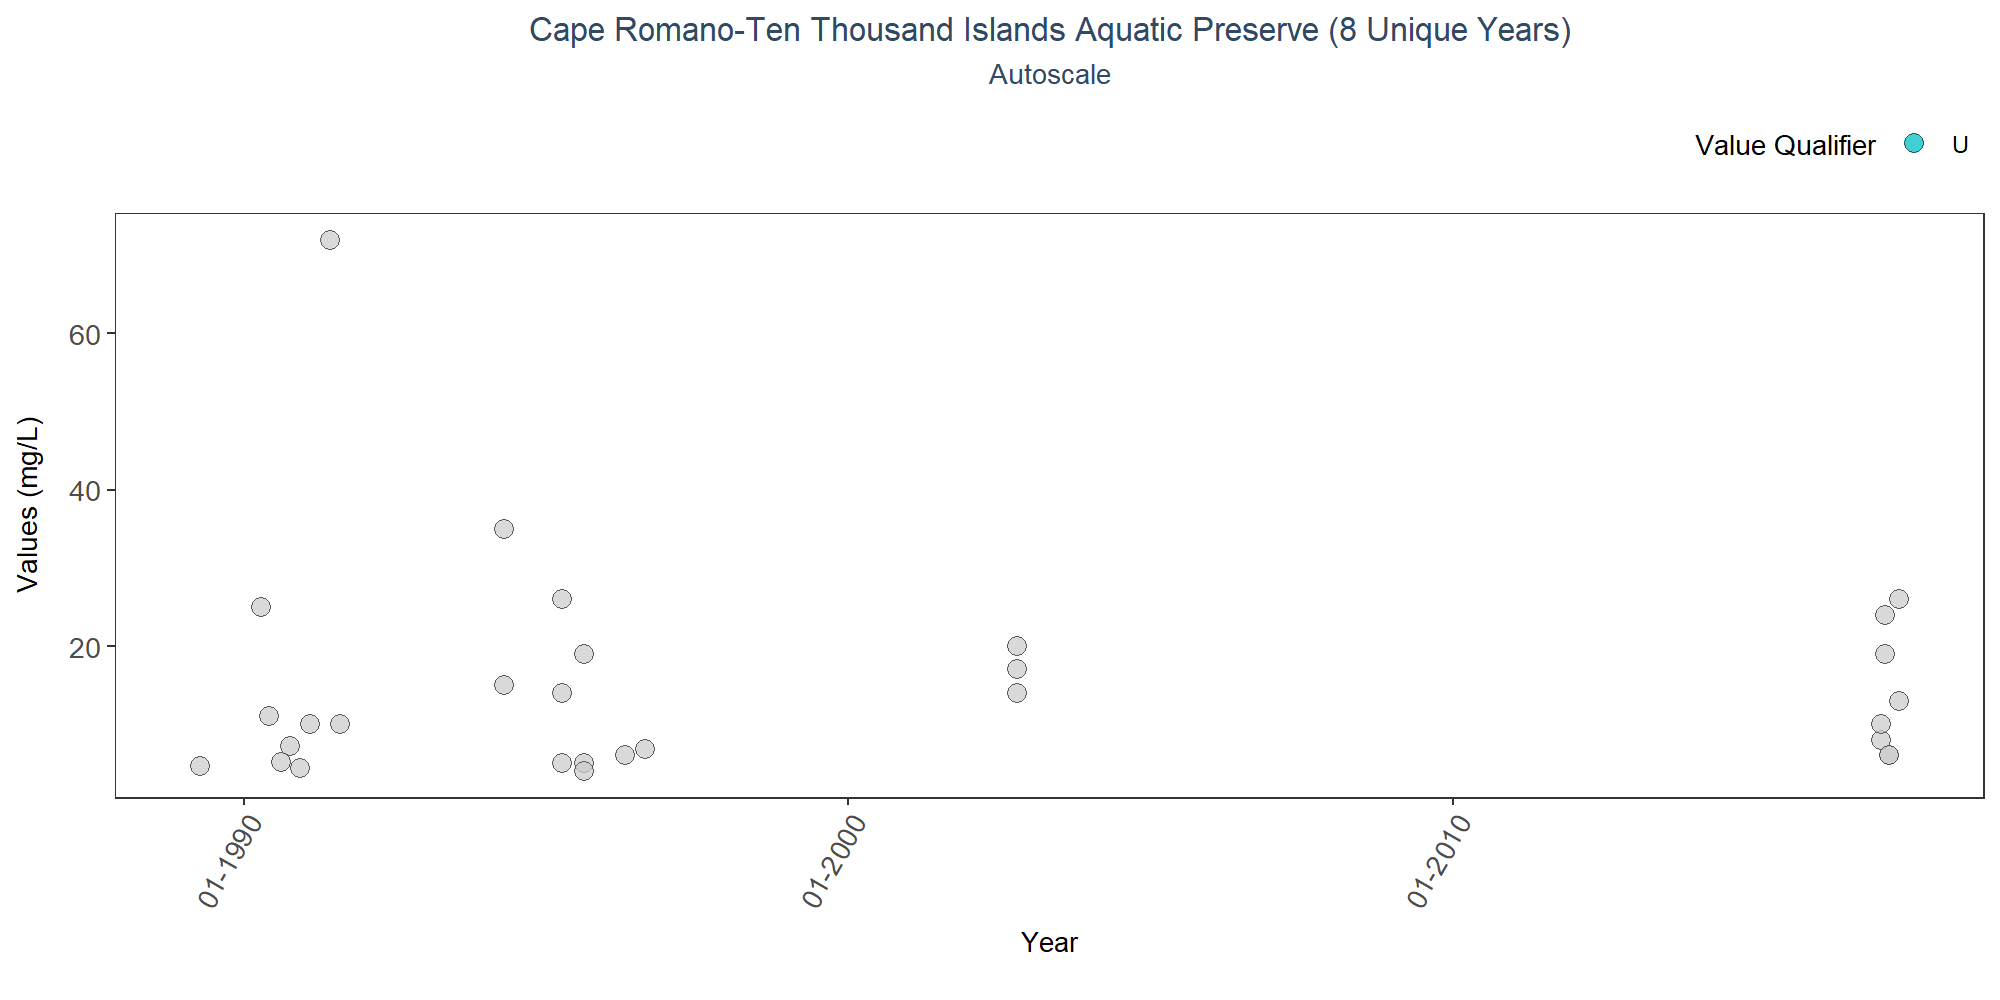 Cape Romano-Ten Thousand Islands Aquatic Preserve (8 Unique Years)
Autoscale
Value Qualifier U
60
40
20
Values (mg/L)
01-1990
01-2000
01-2010
Year